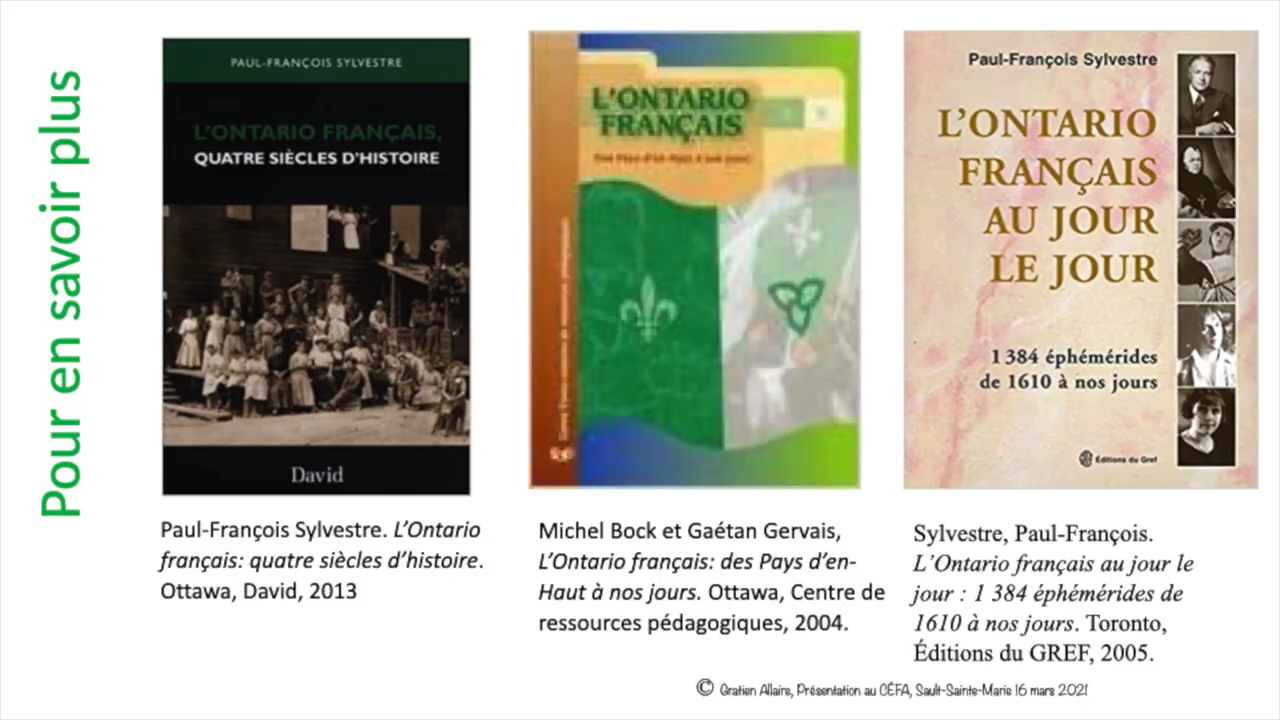 Pour en savoir plus
PAUL-FRANÇOIS SYLVESTRE
L'ONTARIO FRANÇAIS,
QUATRE SIÈCLES D'HISTOIRE
David
Paul-François Sylvestre. L'Ontario
français: quatre siècles d'histoire.
Ottawa, David, 2013
L'ONTARIO
FRANÇAIS
Michel Bock et Gaétan Gervais,
L'Ontario français: des Pays d'en-
Haut à nos jours. Ottawa, Centre de
ressources pédagogiques, 2004.
Paul-François Sylvestre
L'ONTARIO
FRANÇAIS
AU JOUR
LE JOUR
1 384 éphémérides
de 1610 à nos jours
Éditions du Gref
Sylvestre, Paul-François.
L'Ontario français au jour le
jour : 1 384 éphémérides de
1610 à nos jours. Toronto,
Éditions du GREF, 2005.
© Gratien Allaire, Présentation au CÉFA, Sault-Sainte-Marie 16 mars 2021